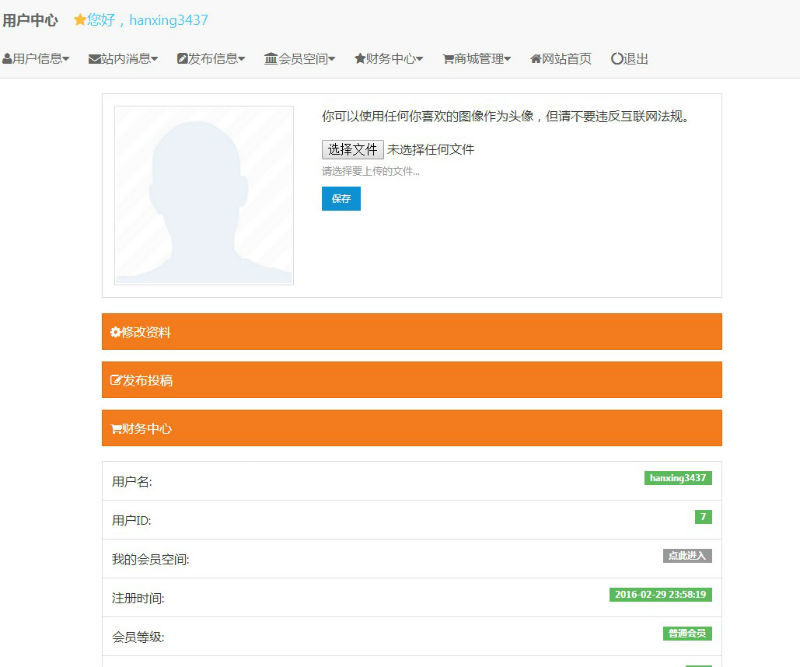 用户中心 您好，hanxing3437
用户信息 站内消息 发布信息 会员空间 财务中心 商城管理 网站首页 退出
你可以使用任何你喜欢的图像作为头像，但请不要违反互联网法规。
选择文件 未选择任何文件
请选择要上传的文件...
保存
修改资料
发布投稿
财务中心
用户名: hanxing3437
用户ID: 7
我的会员空间: 点此进入
注册时间: 2016-02-29 23:58:19
会员等级: 普通会员